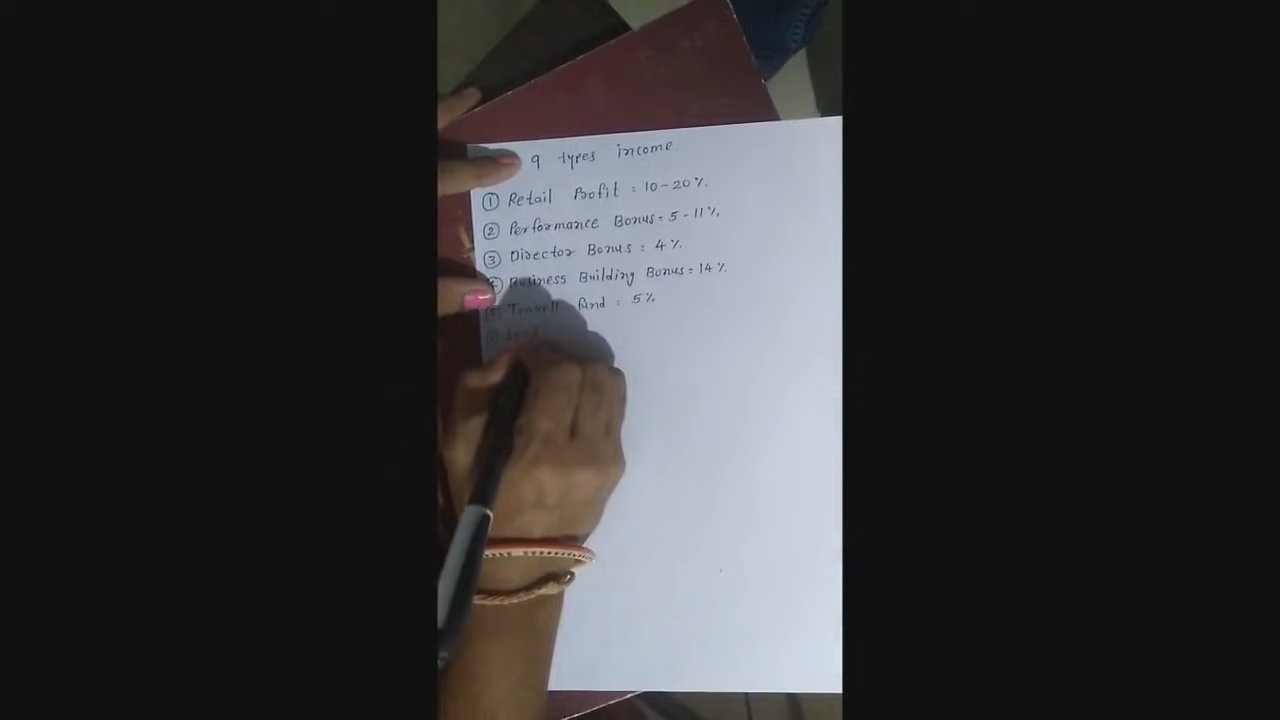 9 types income
① Retail Profit = 10-20%.
② Performance Bonus = 5-11%.
③ Director Bonus = 4%.
④ Business Building Bonus = 14%.
⑤ Travell fund = 5%.